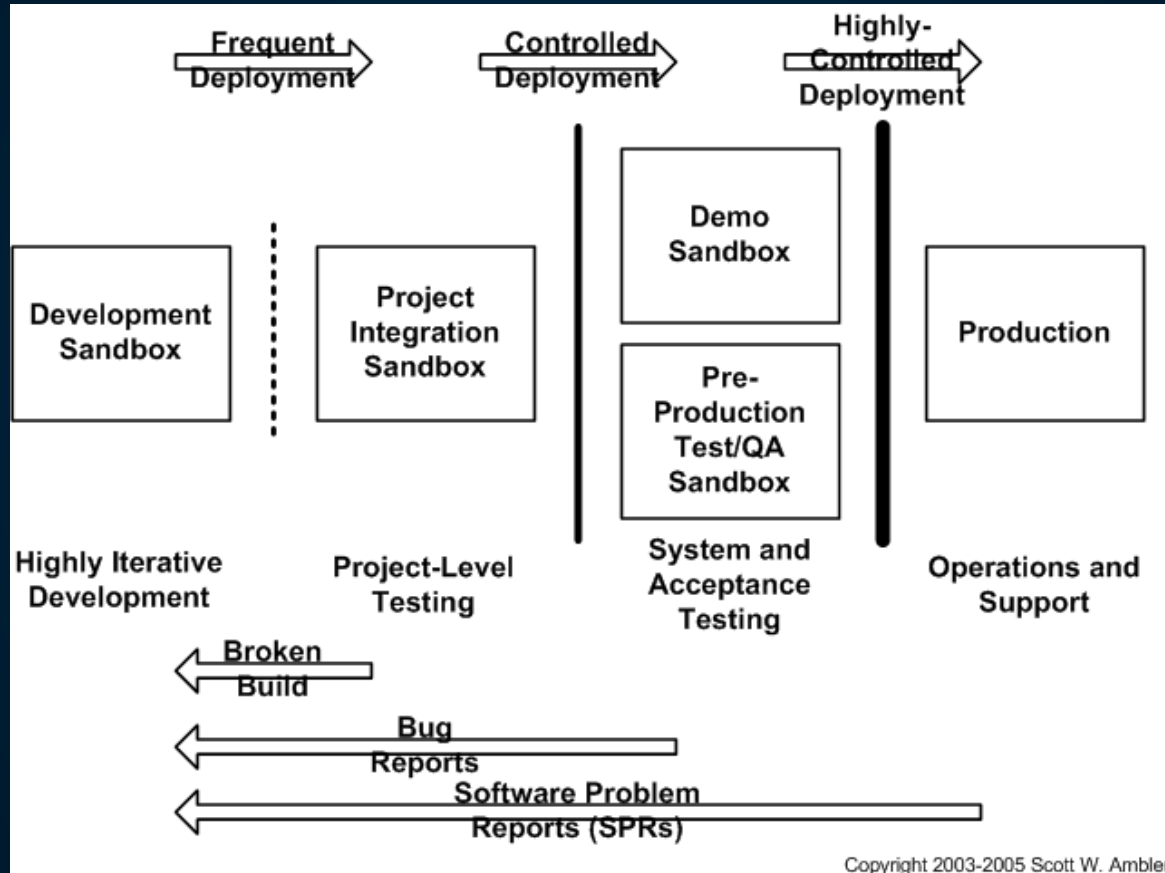 Frequent
Deployment
Controlled
Deployment
Highly-
Controlled
Deployment
Development
Sandbox
Project
Integration
Sandbox
Demo
Sandbox
Pre-
Production
Test/QA
Sandbox
Production
Highly Iterative
Development
Project-Level
Testing
System and
Acceptance
Testing
Operations and
Support
Broken
Build
Bug
Reports
Software Problem
Reports (SPRs)
Copyright 2003-2005 Scott W. Ambler